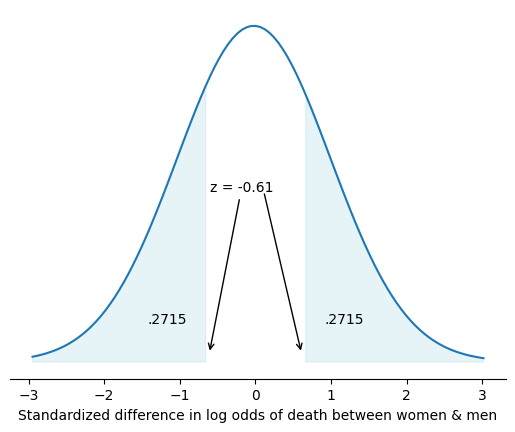 z = -0.61
.2715 .2715
−3 −2 −1 0 1 2 3
Standardized difference in log odds of death between women & men